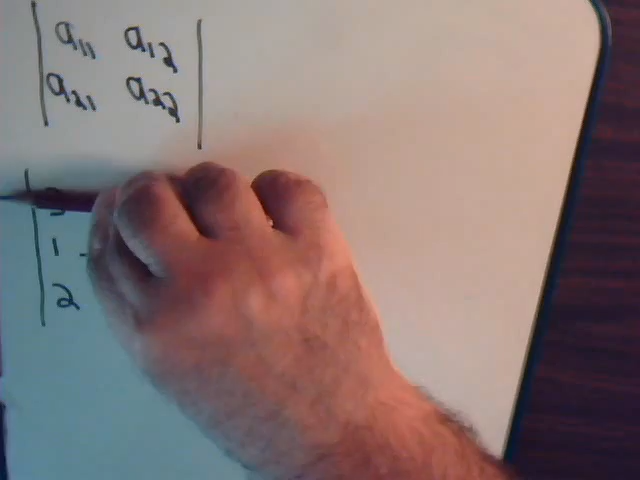 | a₁₁ a₁₂ |
| a₂₁ a₂₂ |
1
2